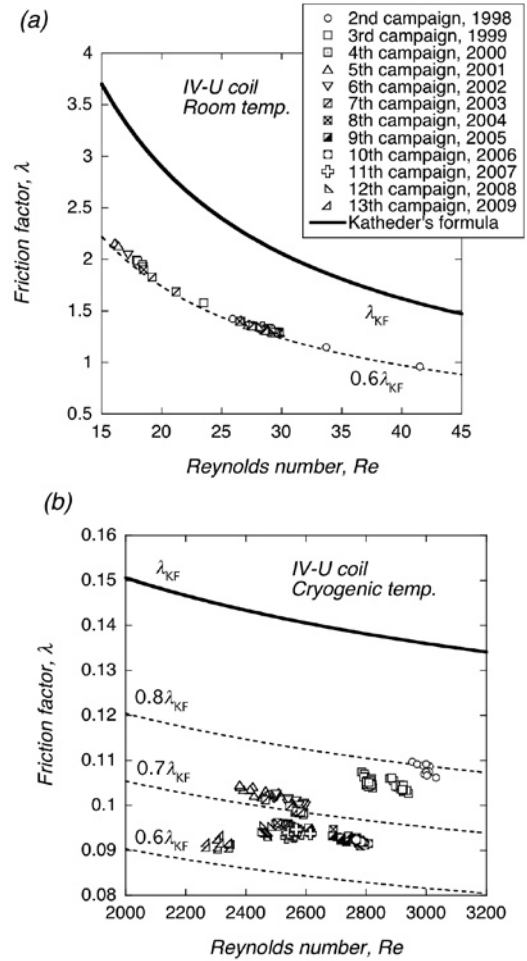 (a)
IV-U coil
Room temp.
2nd campaign, 1998
3rd campaign, 1999
4th campaign, 2000
5th campaign, 2001
6th campaign, 2002
7th campaign, 2003
8th campaign, 2004
9th campaign, 2005
10th campaign, 2006
11th campaign, 2007
12th campaign, 2008
13th campaign, 2009
Katheder's formula
4
3.5
3
2.5
2
1.5
1
0.5
Friction factor, λ
λKF
0.6λKF
15 20 25 30 35 40 45
Reynolds number, Re
(b)
IV-U coil
Cryogenic temp.
0.16
0.15
0.14
0.13
0.12
0.11
0.1
0.09
0.08
Friction factor, λ
λKF
0.8λKF
0.7λKF
0.6λKF
2000 2200 2400 2600 2800 3000 3200
Reynolds number, Re